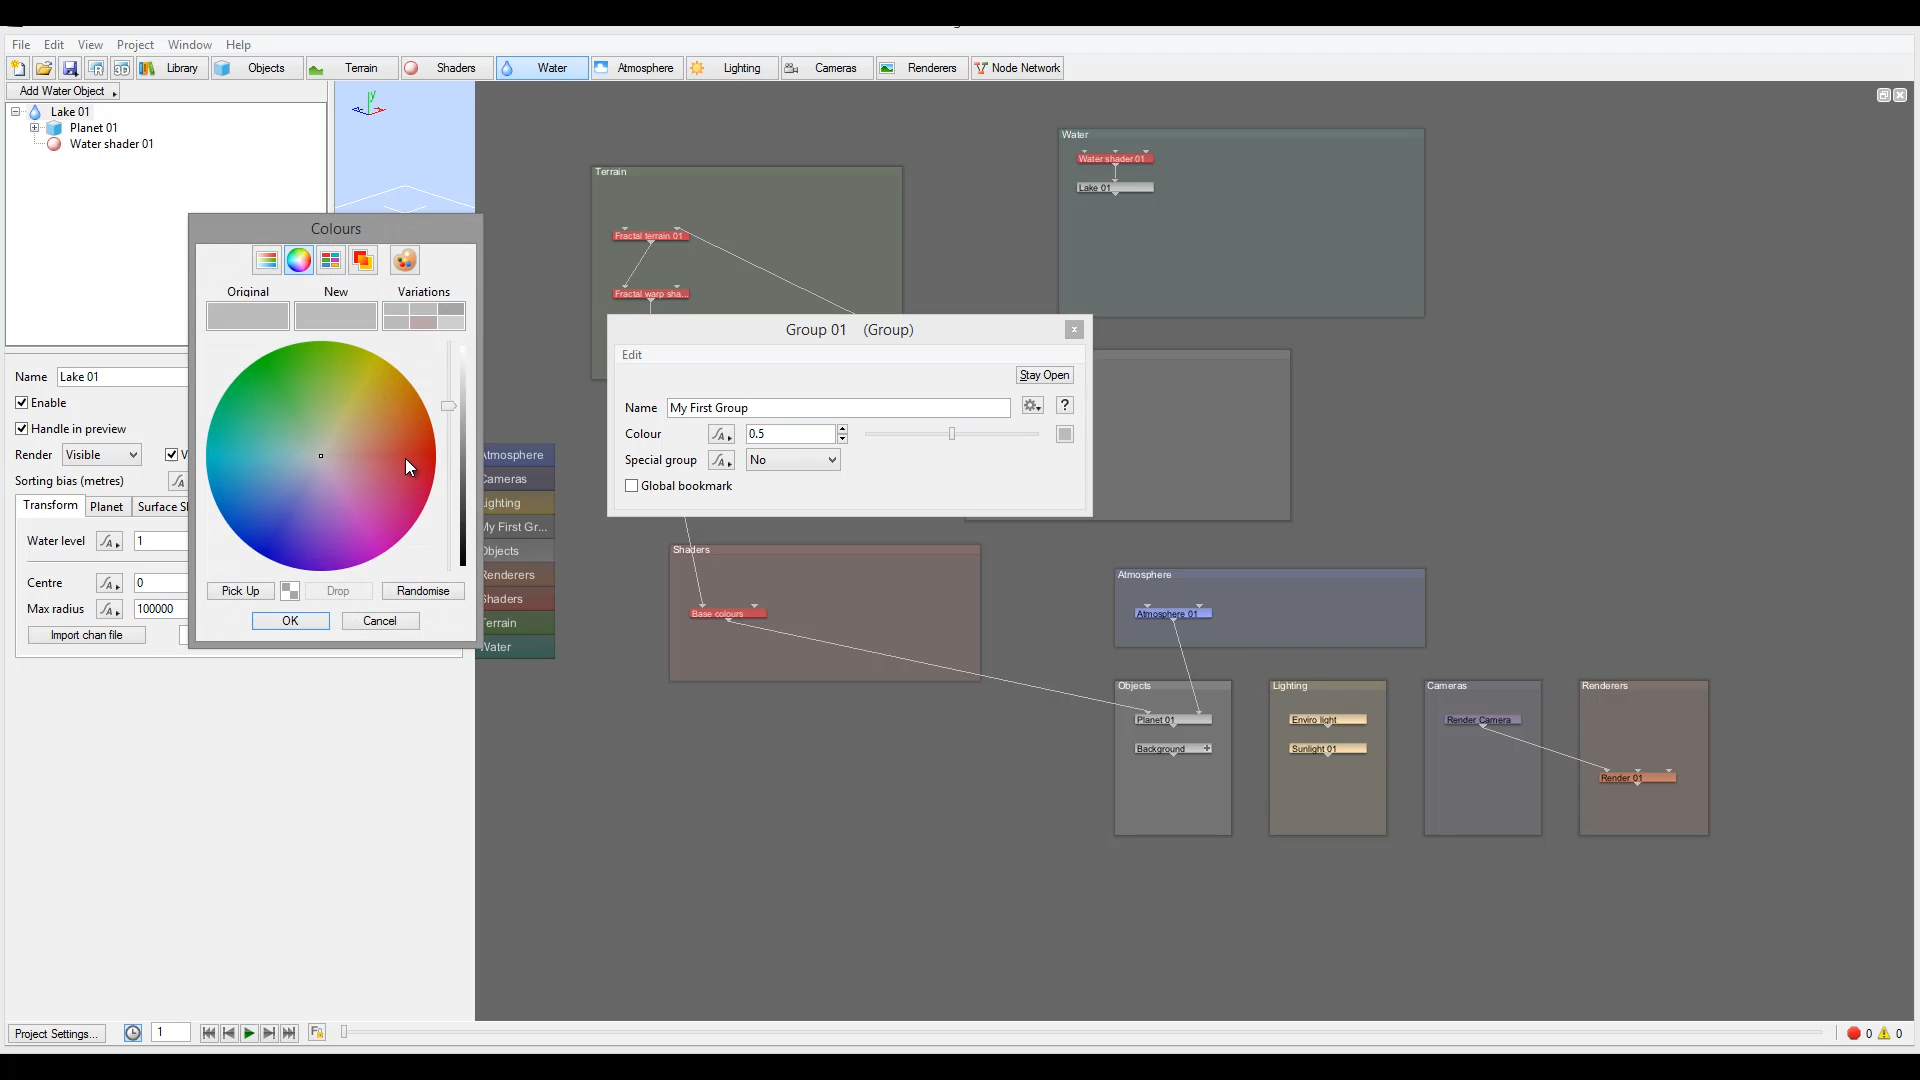 File Edit View Project Window Help
Library Objects Terrain Shaders Water Atmosphere Lighting Cameras Renderers Node Network
Add Water Object
Lake 01
Planet 01
Water shader 01
y
Colours
Original New Variations
Pick Up Drop Randomise
OK Cancel
Name Lake 01
Enable
Handle in preview
Render Visible V
Sorting bias (metres)
Transform Planet Surface Sh
Water level 1
Centre 0
Max radius 100000
Import chan file
Atmosphere
Cameras
Lighting
My First Gr...
Objects
Renderers
Shaders
Terrain
Water
Terrain
Fractal terrain 01
Fractal warp sha...
Water
Water shader 01
Lake 01
Group 01 (Group)
Edit
Stay Open
Name My First Group ?
Colour 0.5
Special group No
Global bookmark
Shaders
Base colours
Atmosphere
Atmosphere 01
Objects
Planet 01
Background +
Lighting
Enviro light
Sunlight 01
Cameras
Render Camera
Renderers
Render 01
Project Settings... 1 F 0 0